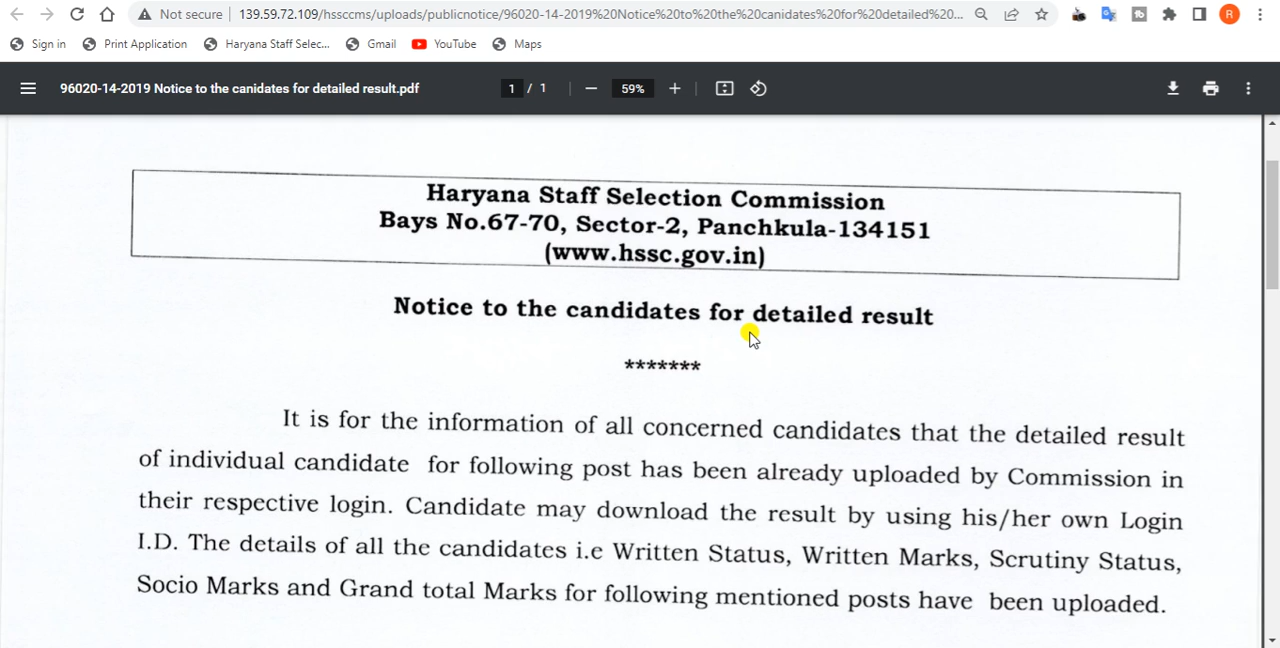 Not secure
139.59.72.109/hssccms/uploads/publicnotice/96020-14-2019%20Notice%20to%20the%20canidates%20for%20detailed%20...
R
Sign in
Print Application
Haryana Staff Selec...
Gmail
YouTube
Maps
96020-14-2019 Notice to the canidates for detailed result.pdf
1 / 1
59%
Haryana Staff Selection Commission
Bays No.67-70, Sector-2, Panchkula-134151
(www.hssc.gov.in)
Notice to the candidates for detailed result
*******
It is for the information of all concerned candidates that the detailed result
of individual candidate for following post has been already uploaded by Commission in
their respective login. Candidate may download the result by using his/her own Login
I.D. The details of all the candidates i.e Written Status, Written Marks, Scrutiny Status,
Socio Marks and Grand total Marks for following mentioned posts have been uploaded.